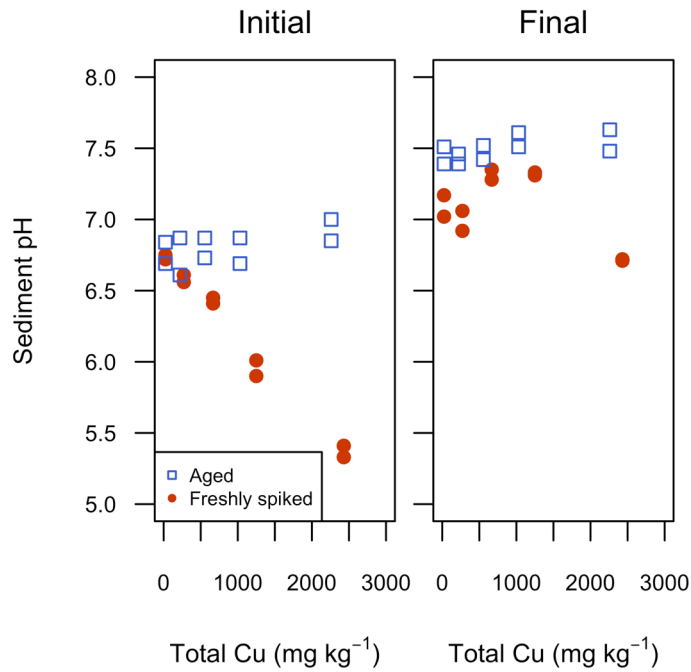 Initial Final
Sediment pH
8.0
7.5
7.0
6.5
6.0
5.5
5.0
Aged
Freshly spiked
0 1000 2000 3000 0 1000 2000 3000
Total Cu (mg kg⁻¹) Total Cu (mg kg⁻¹)